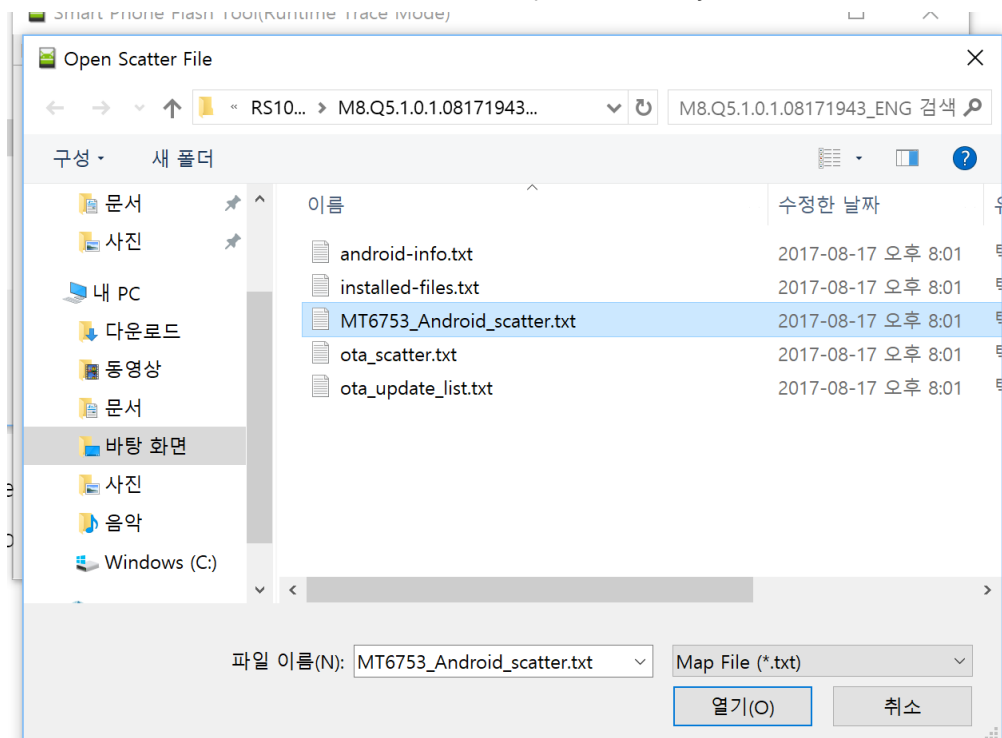 Smart Phone Flash Tool(Runtime Trace Mode)
Open Scatter File
« RS10... > M8.Q5.1.0.1.08171943...
M8.Q5.1.0.1.08171943_ENG 검색
구성
새 폴더
문서
사진
내 PC
다운로드
동영상
문서
바탕 화면
사진
음악
Windows (C:)
이름
수정한 날짜
android-info.txt
2017-08-17 오후 8:01
installed-files.txt
2017-08-17 오후 8:01
MT6753_Android_scatter.txt
2017-08-17 오후 8:01
ota_scatter.txt
2017-08-17 오후 8:01
ota_update_list.txt
2017-08-17 오후 8:01
파일 이름(N):
MT6753_Android_scatter.txt
Map File (*.txt)
열기(O)
취소